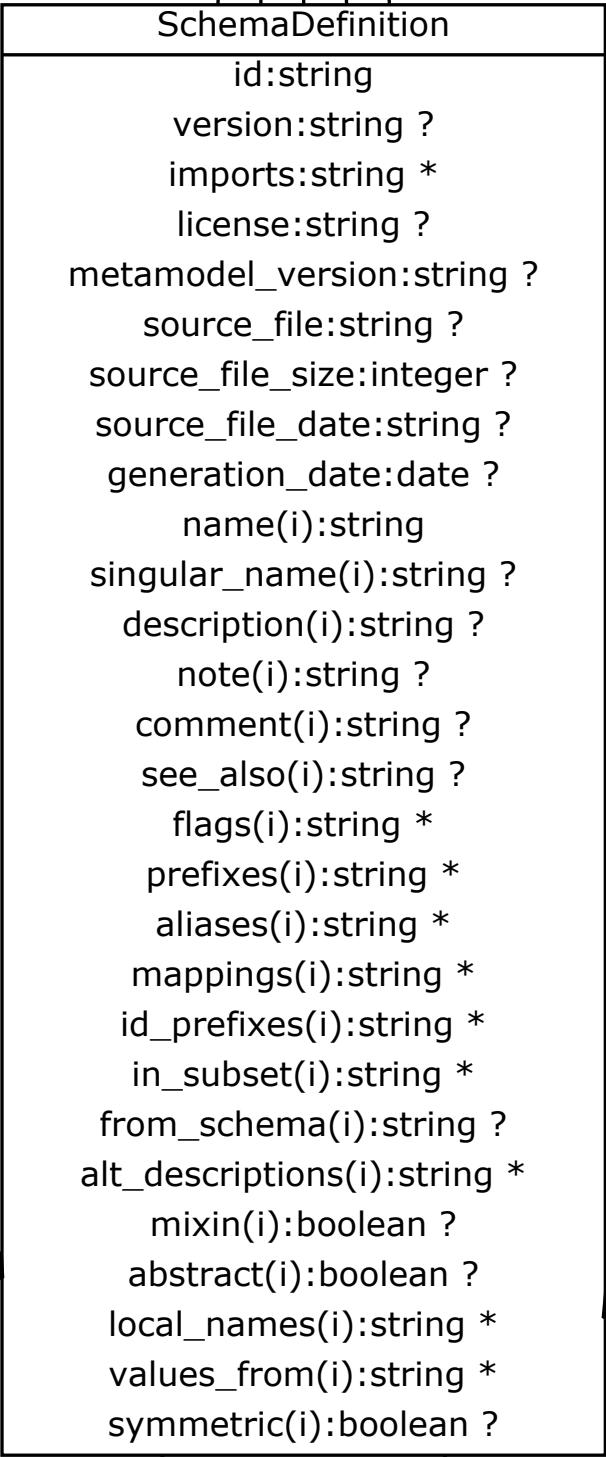 SchemaDefinition
id:string
version:string ?
imports:string *
license:string ?
metamodel_version:string ?
source_file:string ?
source_file_size:integer ?
source_file_date:string ?
generation_date:date ?
name(i):string
singular_name(i):string ?
description(i):string ?
note(i):string ?
comment(i):string ?
see_also(i):string ?
flags(i):string *
prefixes(i):string *
aliases(i):string *
mappings(i):string *
id_prefixes(i):string *
in_subset(i):string *
from_schema(i):string ?
alt_descriptions(i):string *
mixin(i):boolean ?
abstract(i):boolean ?
local_names(i):string *
values_from(i):string *
symmetric(i):boolean ?